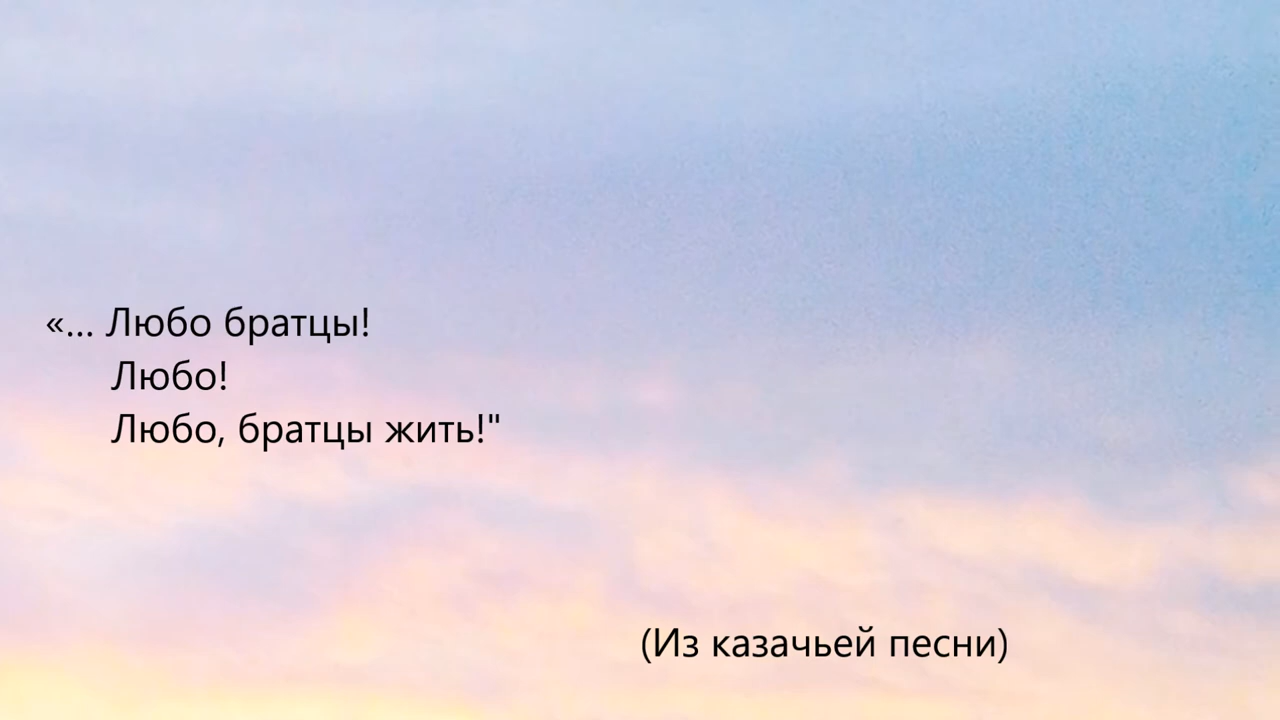 «... Любо братцы!
Любо!
Любо, братцы жить!"
(Из казачьей песни)